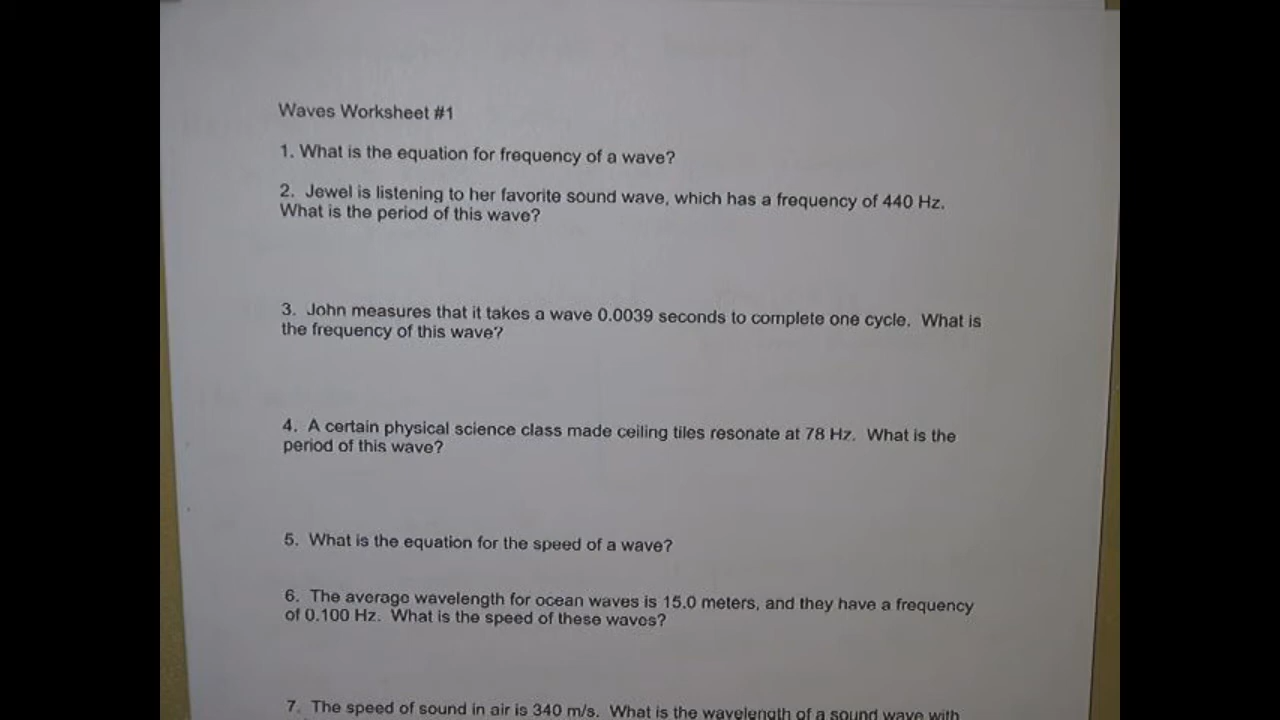 Waves Worksheet #1
1. What is the equation for frequency of a wave?
2. Jewel is listening to her favorite sound wave, which has a frequency of 440 Hz.
What is the period of this wave?
3. John measures that it takes a wave 0.0039 seconds to complete one cycle. What is
the frequency of this wave?
4. A certain physical science class made ceiling tiles resonate at 78 Hz. What is the
period of this wave?
5. What is the equation for the speed of a wave?
6. The average wavelength for ocean waves is 15.0 meters, and they have a frequency
of 0.100 Hz. What is the speed of these waves?
7. The speed of sound in air is 340 m/s. What is the wavelength of a sound wave with